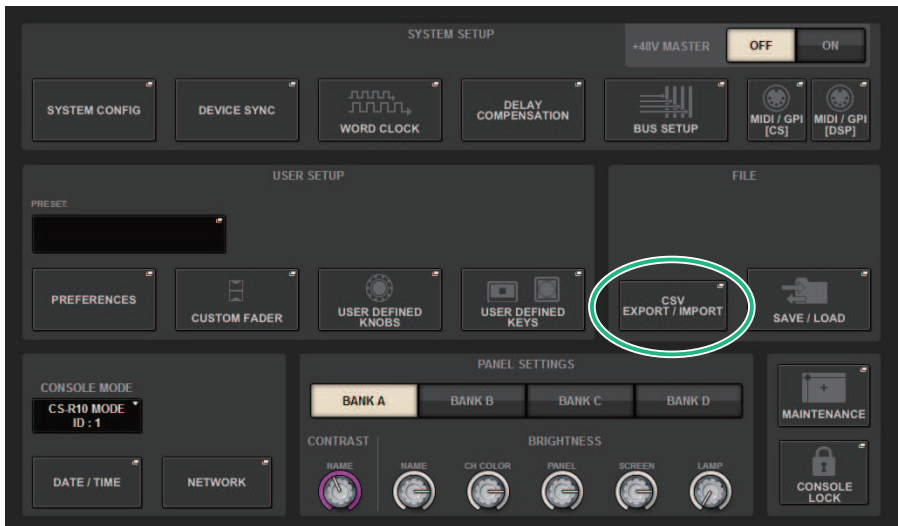 SYSTEM SETUP
+48V MASTER
OFF
ON
SYSTEM CONFIG
DEVICE SYNC
WORD CLOCK
DELAY
COMPENSATION
BUS SETUP
MIDI / GPI
[CS]
MIDI / GPI
[DSP]
USER SETUP
PRESET:
PREFERENCES
CUSTOM FADER
USER DEFINED
KNOBS
USER DEFINED
KEYS
FILE
CSV
EXPORT / IMPORT
SAVE / LOAD
CONSOLE MODE
CS-R10 MODE
ID : 1
DATE / TIME
NETWORK
PANEL SETTINGS
BANK A
BANK B
BANK C
BANK D
CONTRAST
BRIGHTNESS
NAME
NAME
CH COLOR
PANEL
SCREEN
LAMP
MAINTENANCE
CONSOLE
LOCK